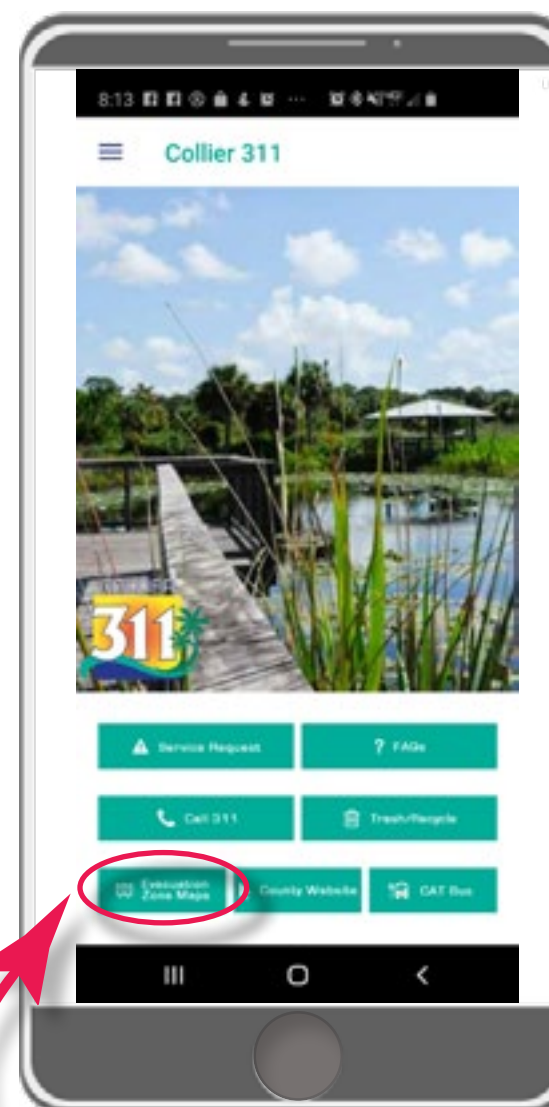 8:13
Collier 311
311
Service Request
? FAQs
Call 311
Trash/Recycle
Evacuation
Zone Maps
County Website
CAT Bus